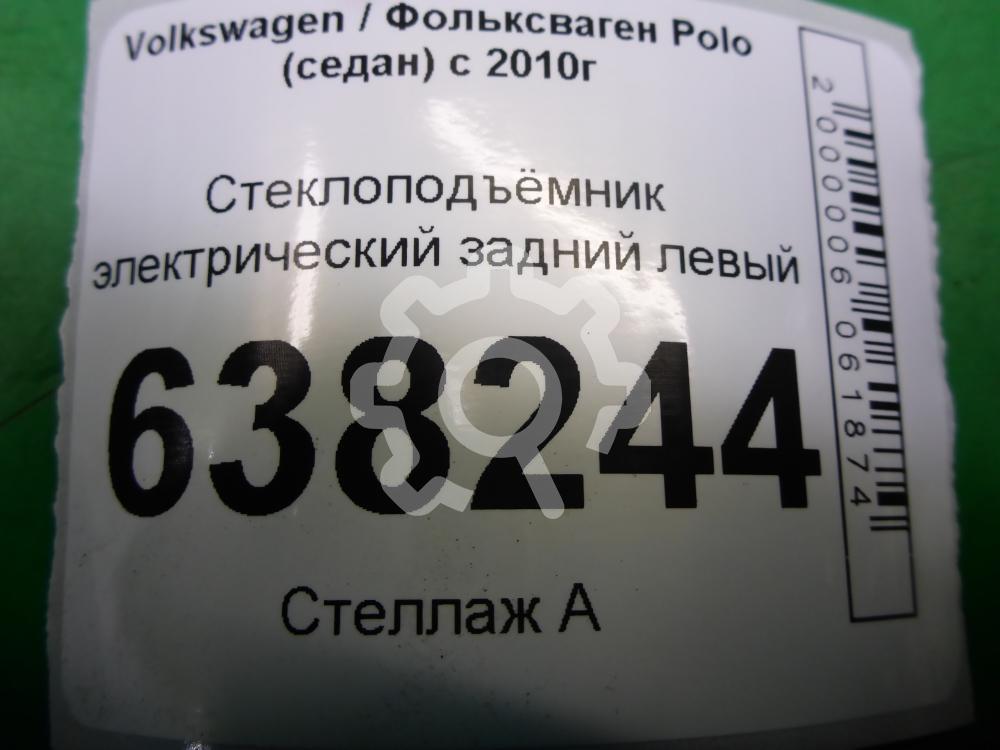 Volkswagen / Фольксваген Polo
(седан) с 2010г
Стеклоподъёмник
электрический задний левый
638244
Стеллаж А
2000006061874